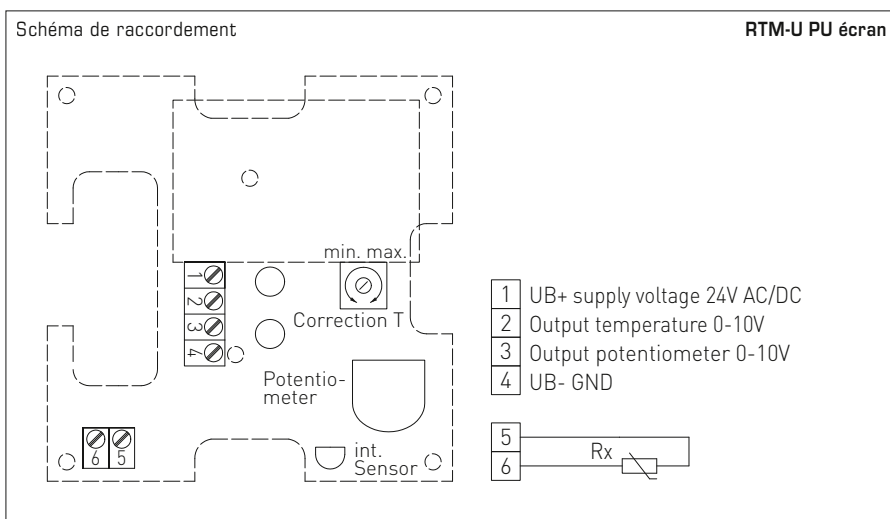 Schéma de raccordement
RTM-U PU écran
min. max.
Correction T
1
2
3
4
Potentio-
meter
int.
Sensor
6 5
1 UB+ supply voltage 24V AC/DC
2 Output temperature 0-10V
3 Output potentiometer 0-10V
4 UB- GND
5
6
Rx